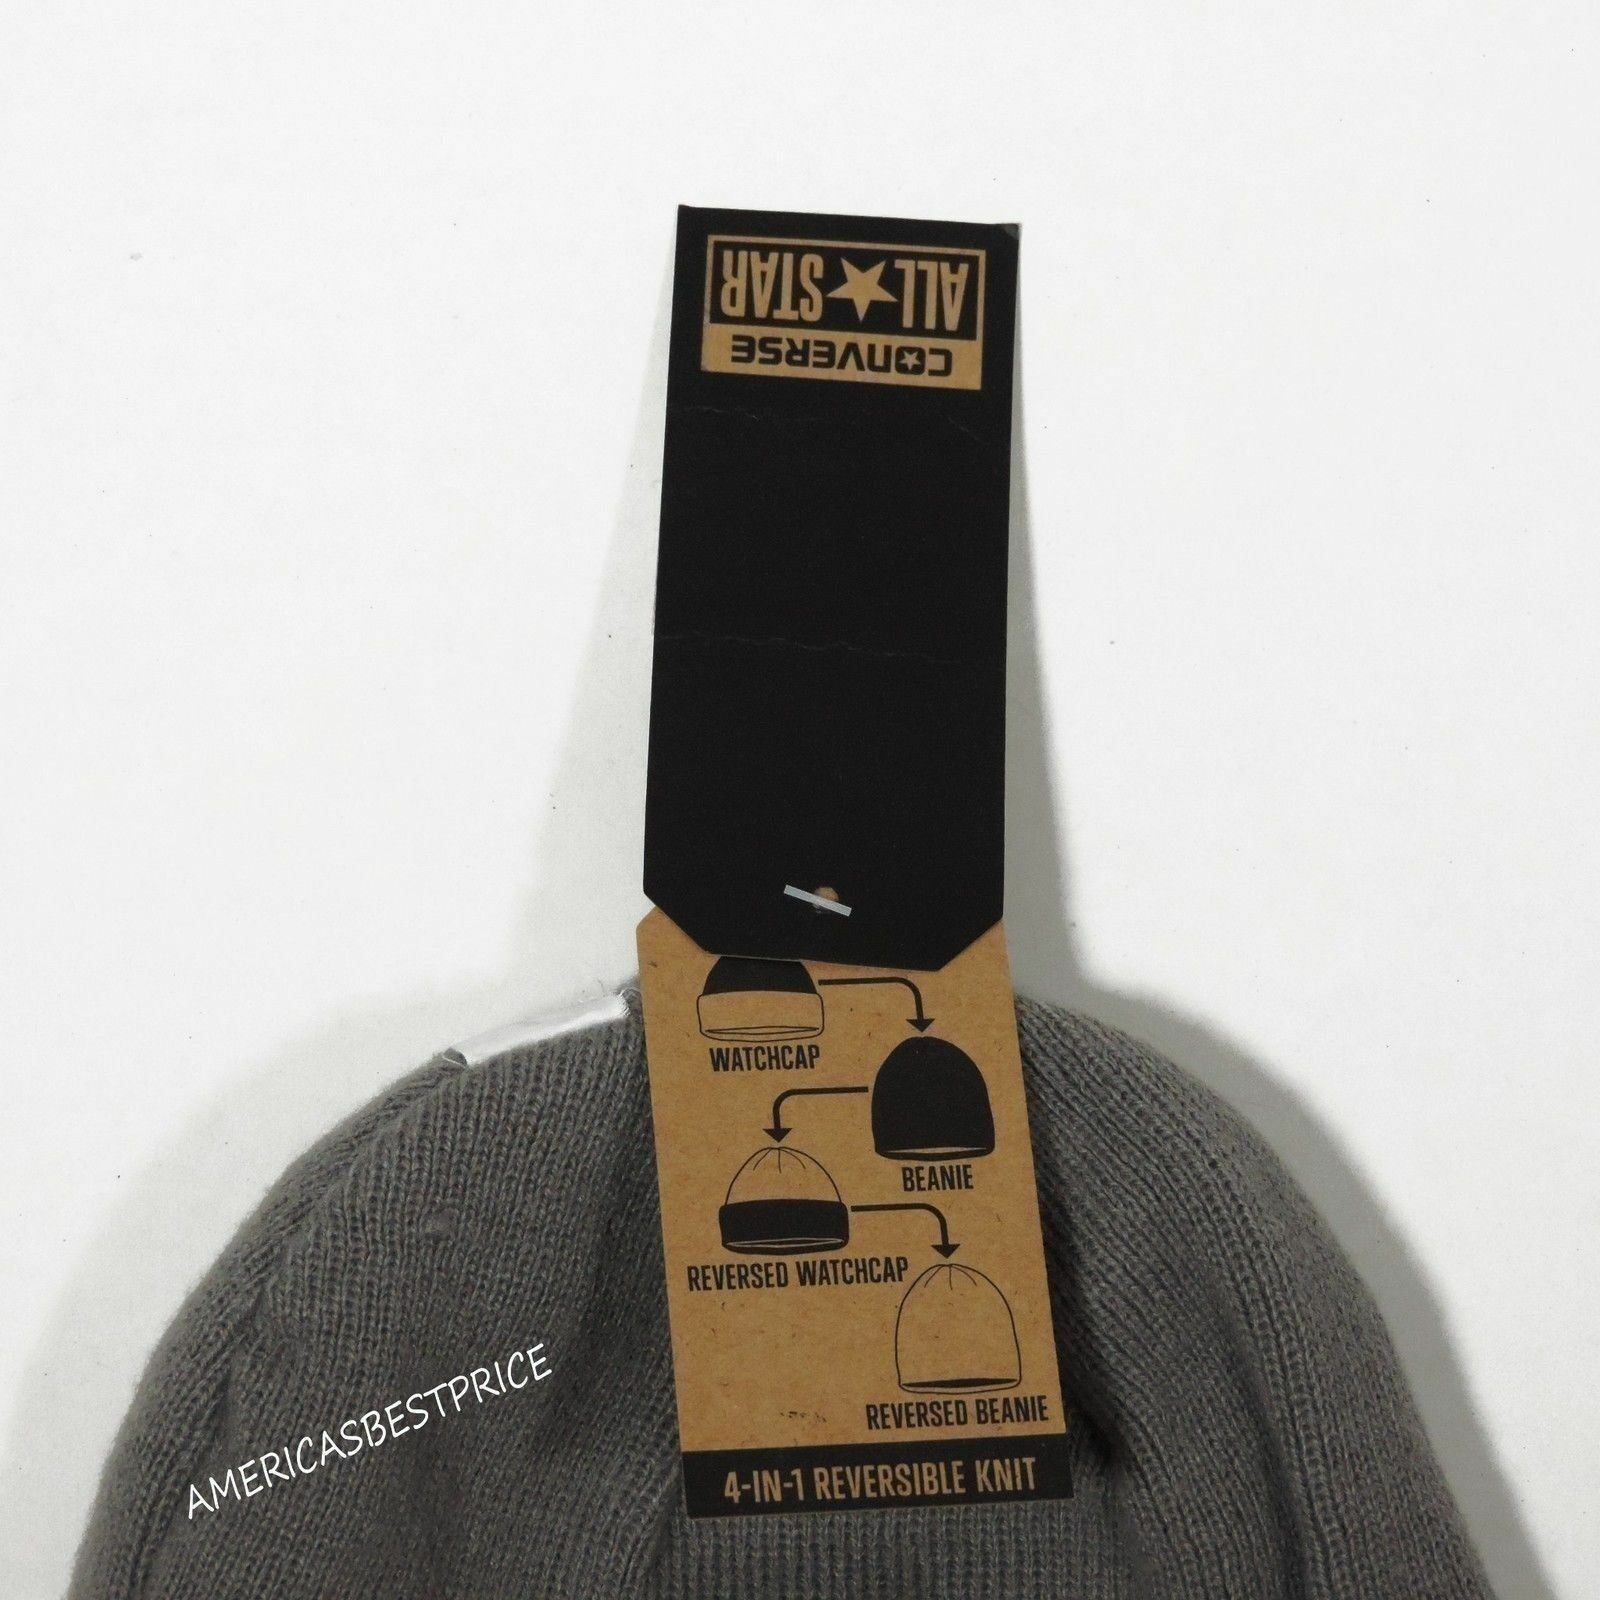 CONVERSE
ALL STAR
WATCHCAP
BEANIE
REVERSED WATCHCAP
REVERSED BEANIE
4-IN-1 REVERSIBLE KNIT
AMERICASBESTPRICE